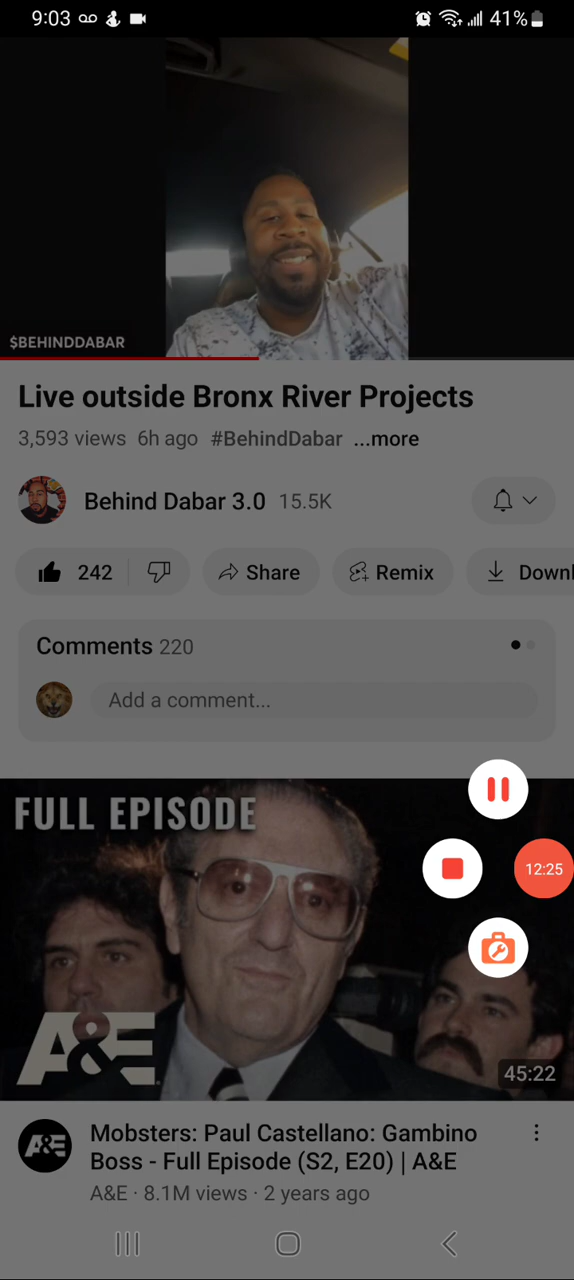 9:03
41%
$BEHINDDABAR
Live outside Bronx River Projects
3,593 views 6h ago #BehindDabar ...more
Behind Dabar 3.0 15.5K
242 Share Remix Downl
Comments 220
Add a comment...
FULL EPISODE
12:25
A&E
45:22
A&E
Mobsters: Paul Castellano: Gambino
Boss - Full Episode (S2, E20) | A&E
A&E · 8.1M views · 2 years ago